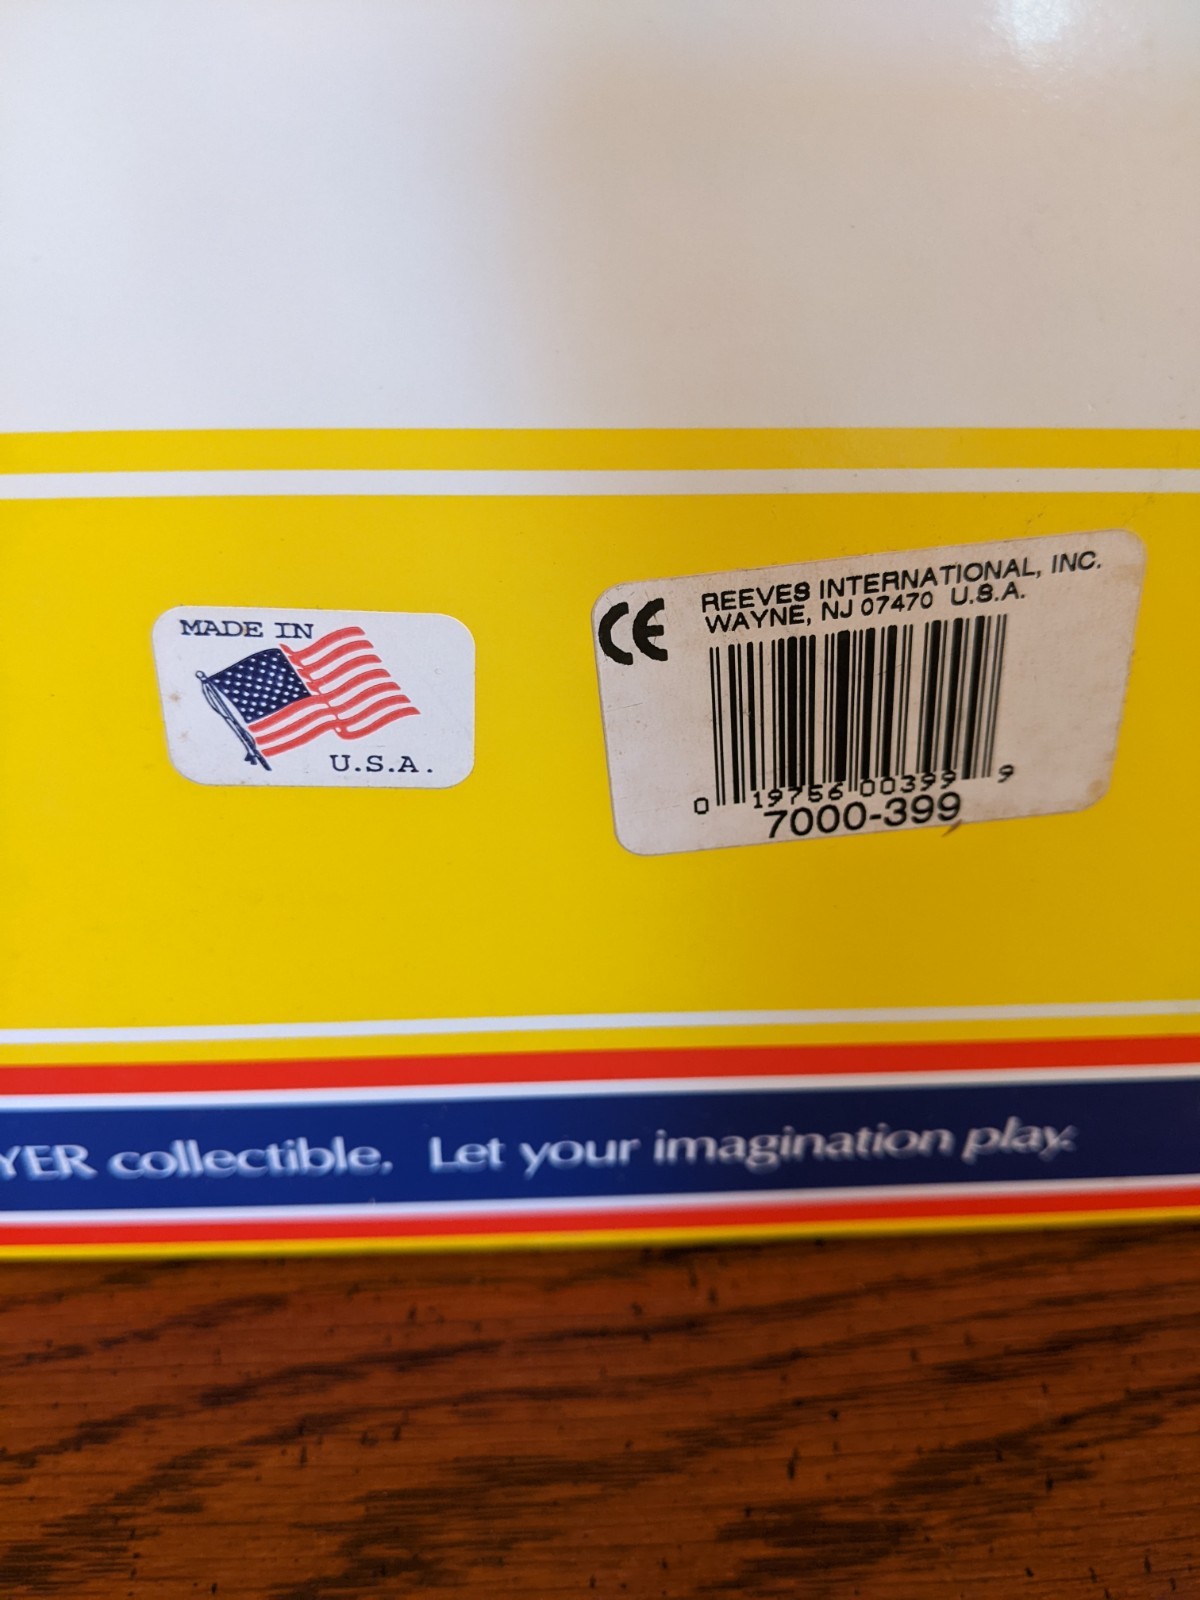 MADE IN
U.S.A.
CE
REEVES INTERNATIONAL, INC.
WAYNE, NJ 07470 U.S.A.
0 19756 00399 9
7000-399
YER collectible. Let your imagination play.